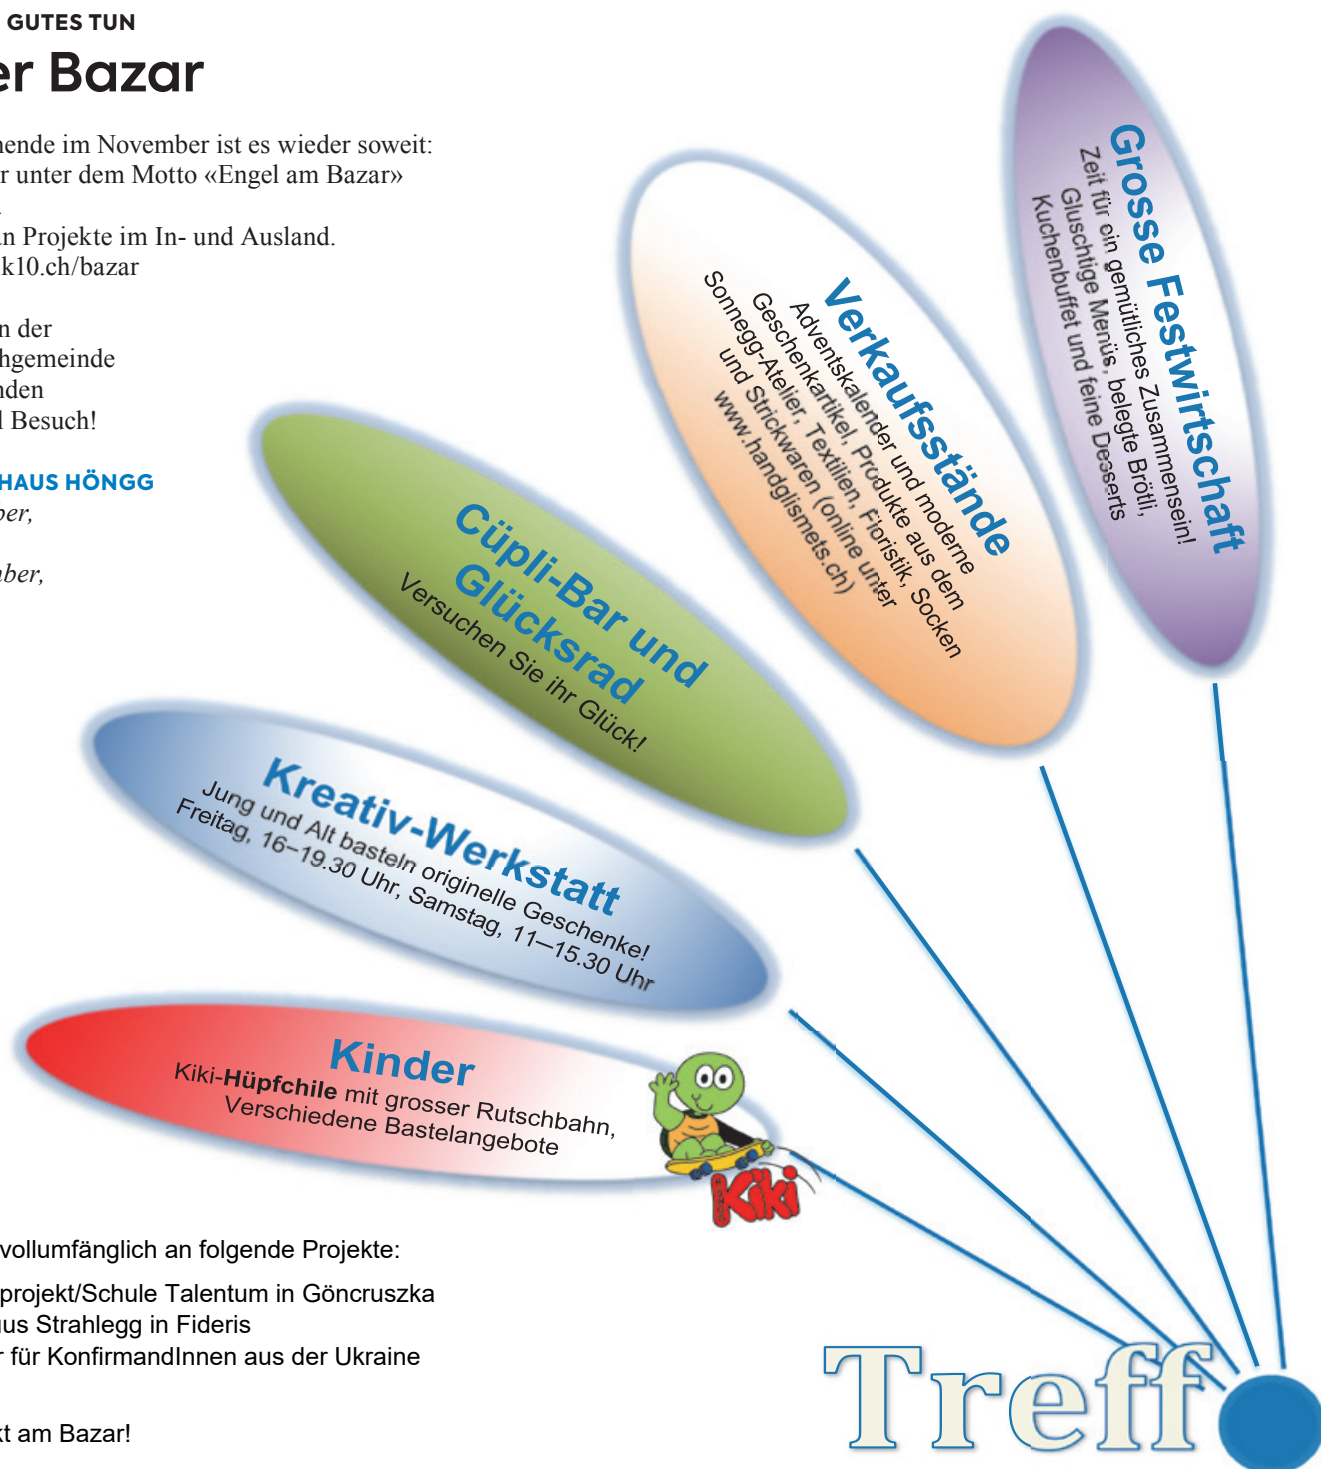 GUTES TUN
er Bazar
nende im November ist es wieder soweit:
r unter dem Motto «Engel am Bazar»
an Projekte im In- und Ausland.
k10.ch/bazar
n der
hgemeinde
nden
l Besuch!
HAUS HÖNGG
ber,
nber,
Grosse Festwirtschaft
Zeit für ein gemütliches Zusammensein!
Gluschtige Menüs, belegte Brötli,
Kuchenbuffet und feine Desserts
Verkaufsstände
Adventskalender und moderne
Geschenkartikel, Produkte aus dem
Sonnegg-Atelier, Textilien, Floristik, Socken
und Strickwaren (online unter
www.handglismets.ch)
Cüpli-Bar und
Glücksrad
Versuchen Sie ihr Glück!
Kreativ-Werkstatt
Jung und Alt basteln originelle Geschenke!
Freitag, 16–19.30 Uhr, Samstag, 11–15.30 Uhr
Kinder
Kiki-Hüpfchile mit grosser Rutschbahn,
Verschiedene Bastelangebote
Kiki
vollumfänglich an folgende Projekte:
projekt/Schule Talentum in Göncruszka
uus Strahlegg in Fideris
r für KonfirmandInnen aus der Ukraine
kt am Bazar!
Treff